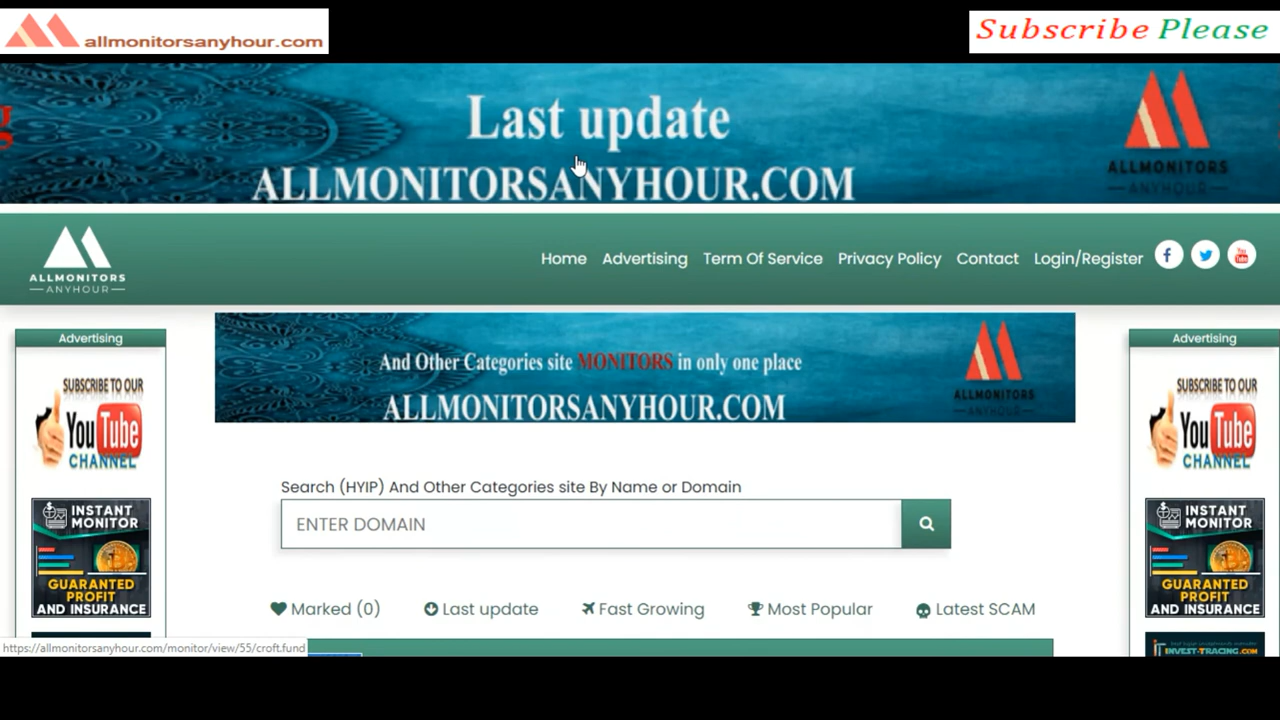 allmonitorsanyhour.com
Subscribe Please
g
Last update
ALLMONITORSANYHOUR.COM
ALLMONITORS
ANYHOUR
ALLMONITORS
ANYHOUR
Home Advertising Term Of Service Privacy Policy Contact Login/Register
You Tube
Advertising
And Other Categories site MONITORS in only one place
ALLMONITORSANYHOUR.COM
ALLMONITORS
ANYHOUR
Advertising
SUBSCRIBE TO OUR
YouTube
CHANNEL
SUBSCRIBE TO OUR
YouTube
CHANNEL
Search (HYIP) And Other Categories site By Name or Domain
ENTER DOMAIN
INSTANT
MONITOR
GUARANTED
PROFIT
AND INSURANCE
INSTANT
MONITOR
GUARANTED
PROFIT
AND INSURANCE
Marked (0) Last update Fast Growing Most Popular Latest SCAM
https://allmonitorsanyhour.com/monitor/view/55/croft.fund
INVEST-TRACING.COM